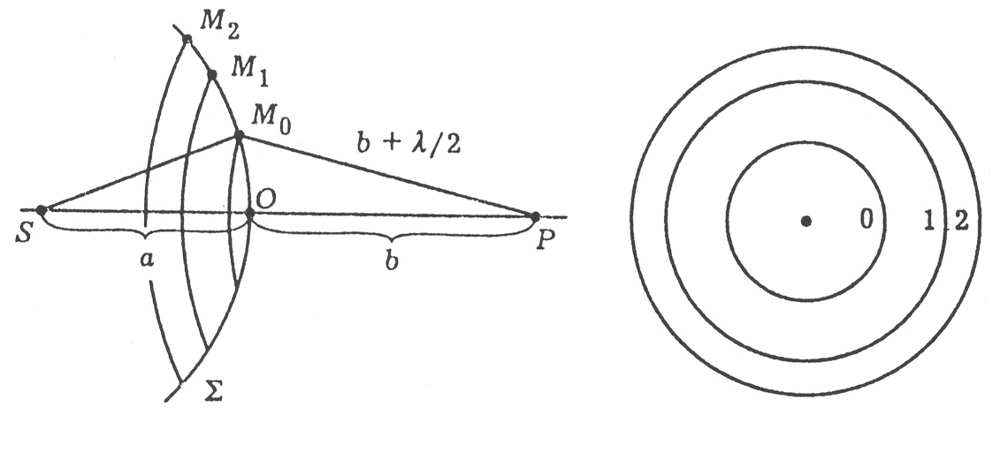 M₂
M₁
M₀
b + λ/2
S
O
P
a
b
Σ
0 1 2